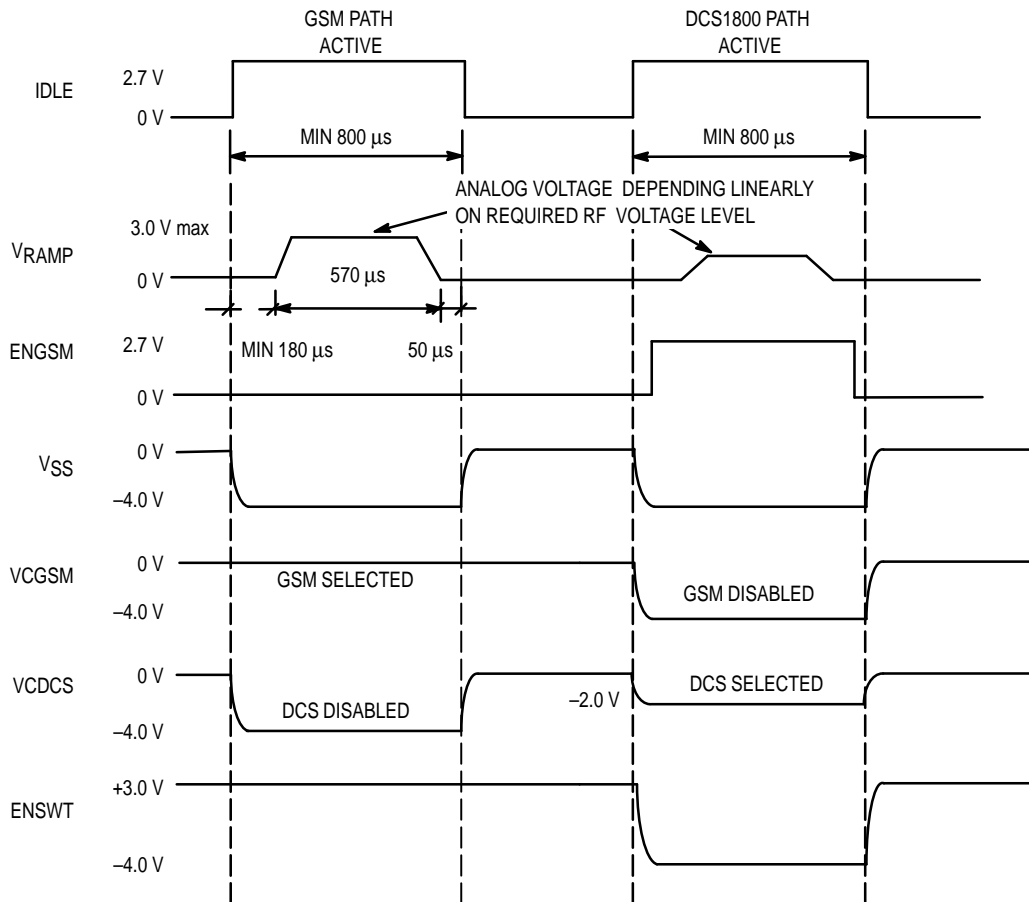 GSM PATH
ACTIVE
DCS1800 PATH
ACTIVE
IDLE
2.7 V
0 V
MIN 800 µs
MIN 800 µs
ANALOG VOLTAGE DEPENDING LINEARLY
ON REQUIRED RF VOLTAGE LEVEL
VRAMP
3.0 V max
0 V
570 µs
ENGSM
2.7 V
MIN 180 µs
50 µs
0 V
VSS
0 V
–4.0 V
VCGSM
0 V
GSM SELECTED
–4.0 V
GSM DISABLED
VCDCS
0 V
DCS SELECTED
–2.0 V
DCS DISABLED
–4.0 V
ENSWT
+3.0 V
–4.0 V